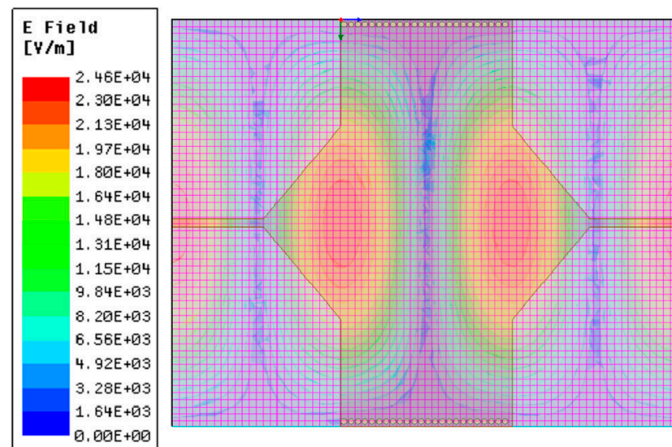 E Field
[V/m]
2.46E+04
2.30E+04
2.13E+04
1.97E+04
1.80E+04
1.64E+04
1.48E+04
1.31E+04
1.15E+04
9.84E+03
8.20E+03
6.56E+03
4.92E+03
3.28E+03
1.64E+03
0.00E+00